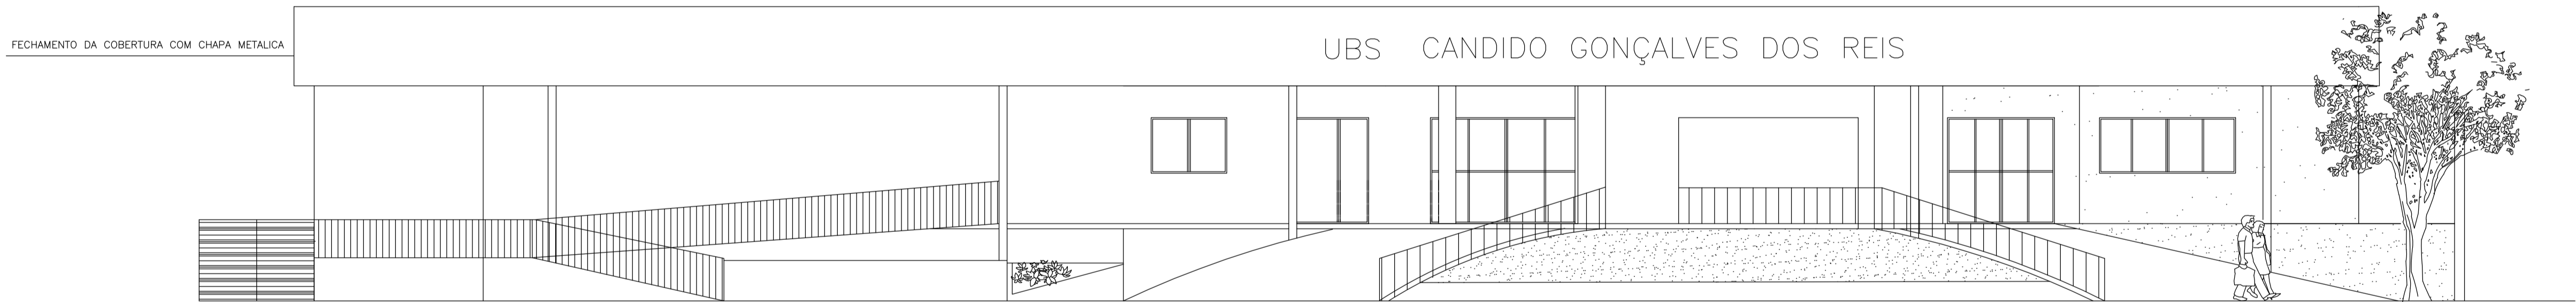 FECHAMENTO DA COBERTURA COM CHAPA METALICA
UBS CANDIDO GONÇALVES DOS REIS